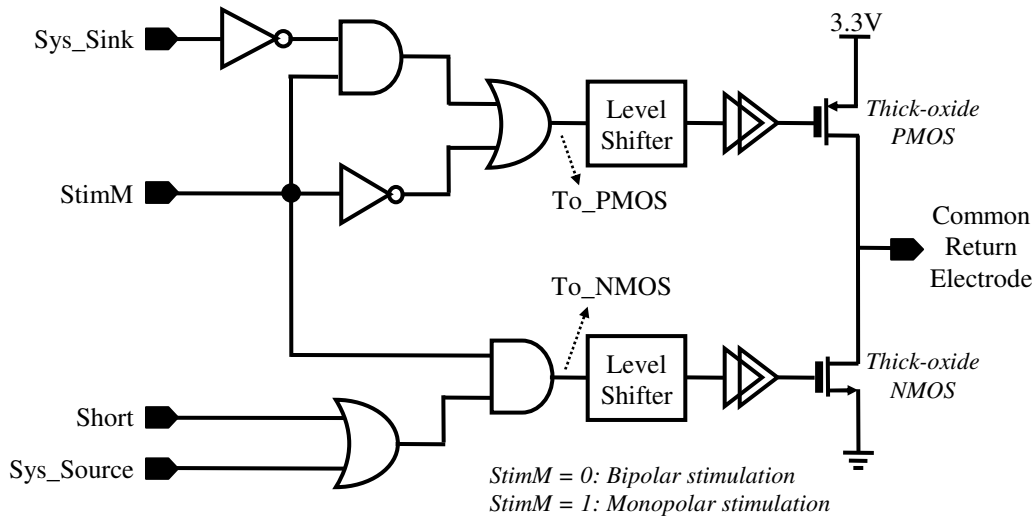 Sys_Sink
3.3V
Level
Shifter
Thick-oxide
PMOS
StimM
To_PMOS
Common
Return
Electrode
To_NMOS
Level
Shifter
Thick-oxide
NMOS
Short
Sys_Source
StimM = 0: Bipolar stimulation
StimM = 1: Monopolar stimulation